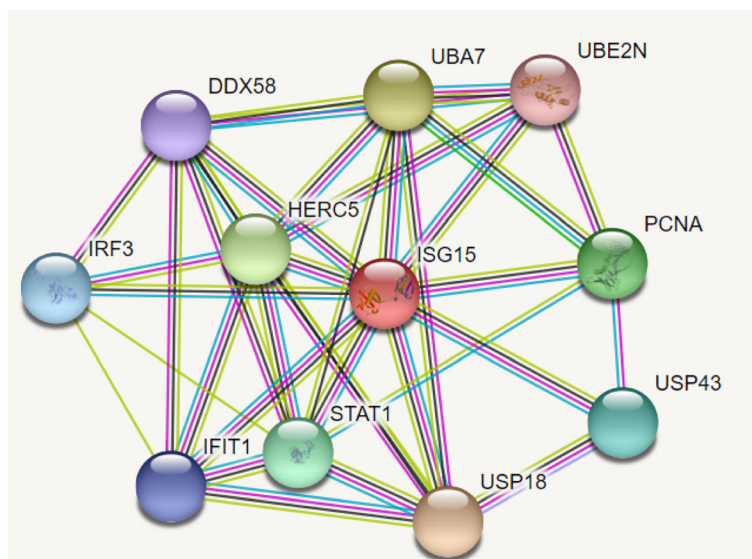 UBA7
UBE2N
DDX58
HERC5
PCNA
IRF3
ISG15
USP43
STAT1
IFIT1
USP18